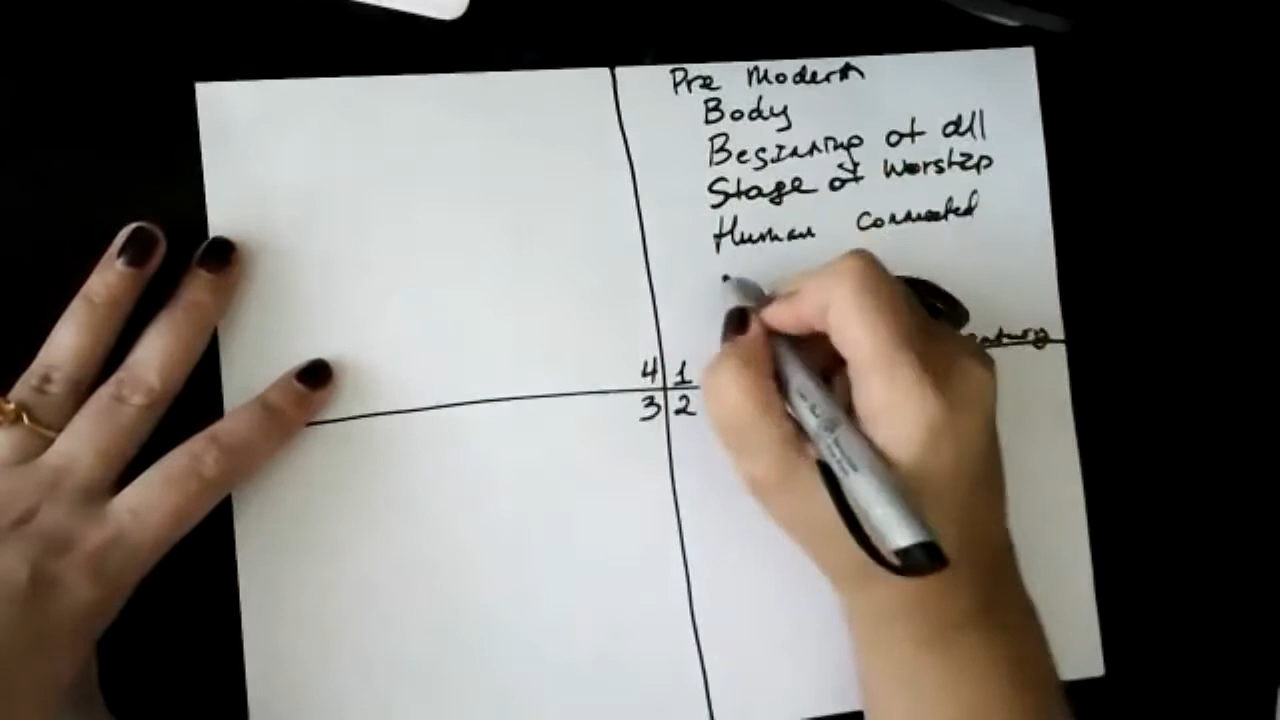 Pre Modern
Body
Beginning of all
Stage of Worship
Human Connected
4 1
3 2